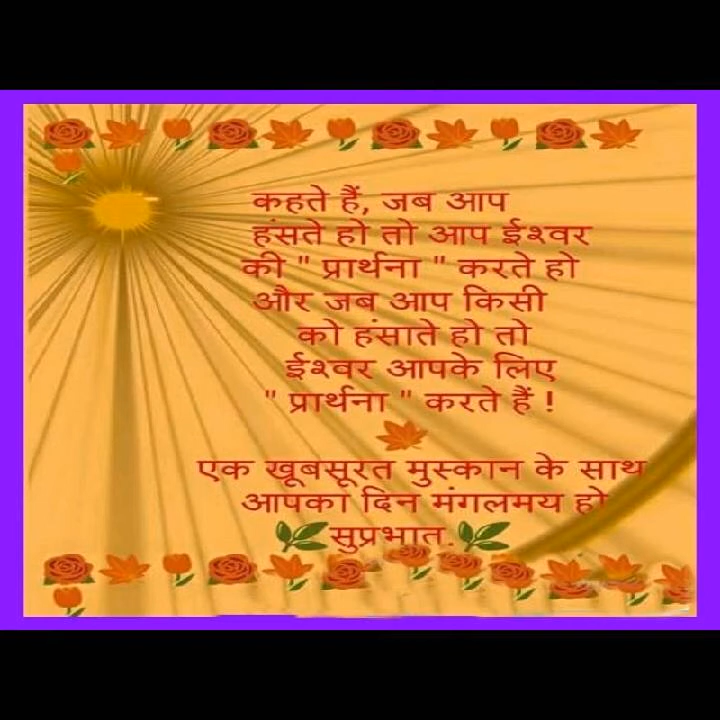 कहते हैं, जब आप
हंसते हो तो आप ईश्वर
की " प्रार्थना " करते हो
और जब आप किसी
को हंसाते हो तो
ईश्वर आपके लिए
" प्रार्थना " करते हैं !
एक खूबसूरत मुस्कान के साथ
आपका दिन मंगलमय हो
सुप्रभात.